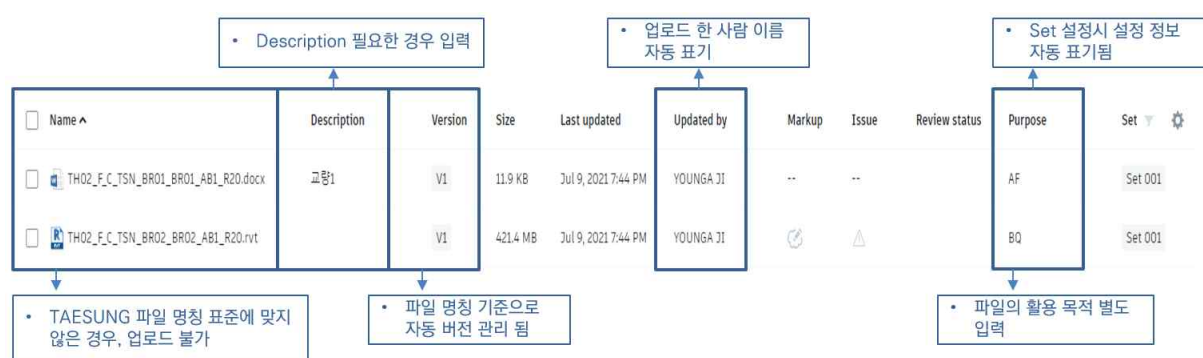 • Description 필요한 경우 입력
• 업로드 한 사람 이름
자동 표기
• Set 설정시 설정 정보
자동 표기됨
Name Description Version Size Last updated Updated by Markup Issue Review status Purpose Set
TH02_F_C_TSN_BR01_BR01_AB1_R20.docx 교량1 V1 11.9 KB Jul 9, 2021 7:44 PM YOUNGA JI -- -- AF Set 001
TH02_F_C_TSN_BR02_BR02_AB1_R20.rvt V1 421.4 MB Jul 9, 2021 7:44 PM YOUNGA JI BQ Set 001
• TAESUNG 파일 명칭 표준에 맞지
않은 경우, 업로드 불가
• 파일 명칭 기준으로
자동 버전 관리 됨
• 파일의 활용 목적 별도
입력